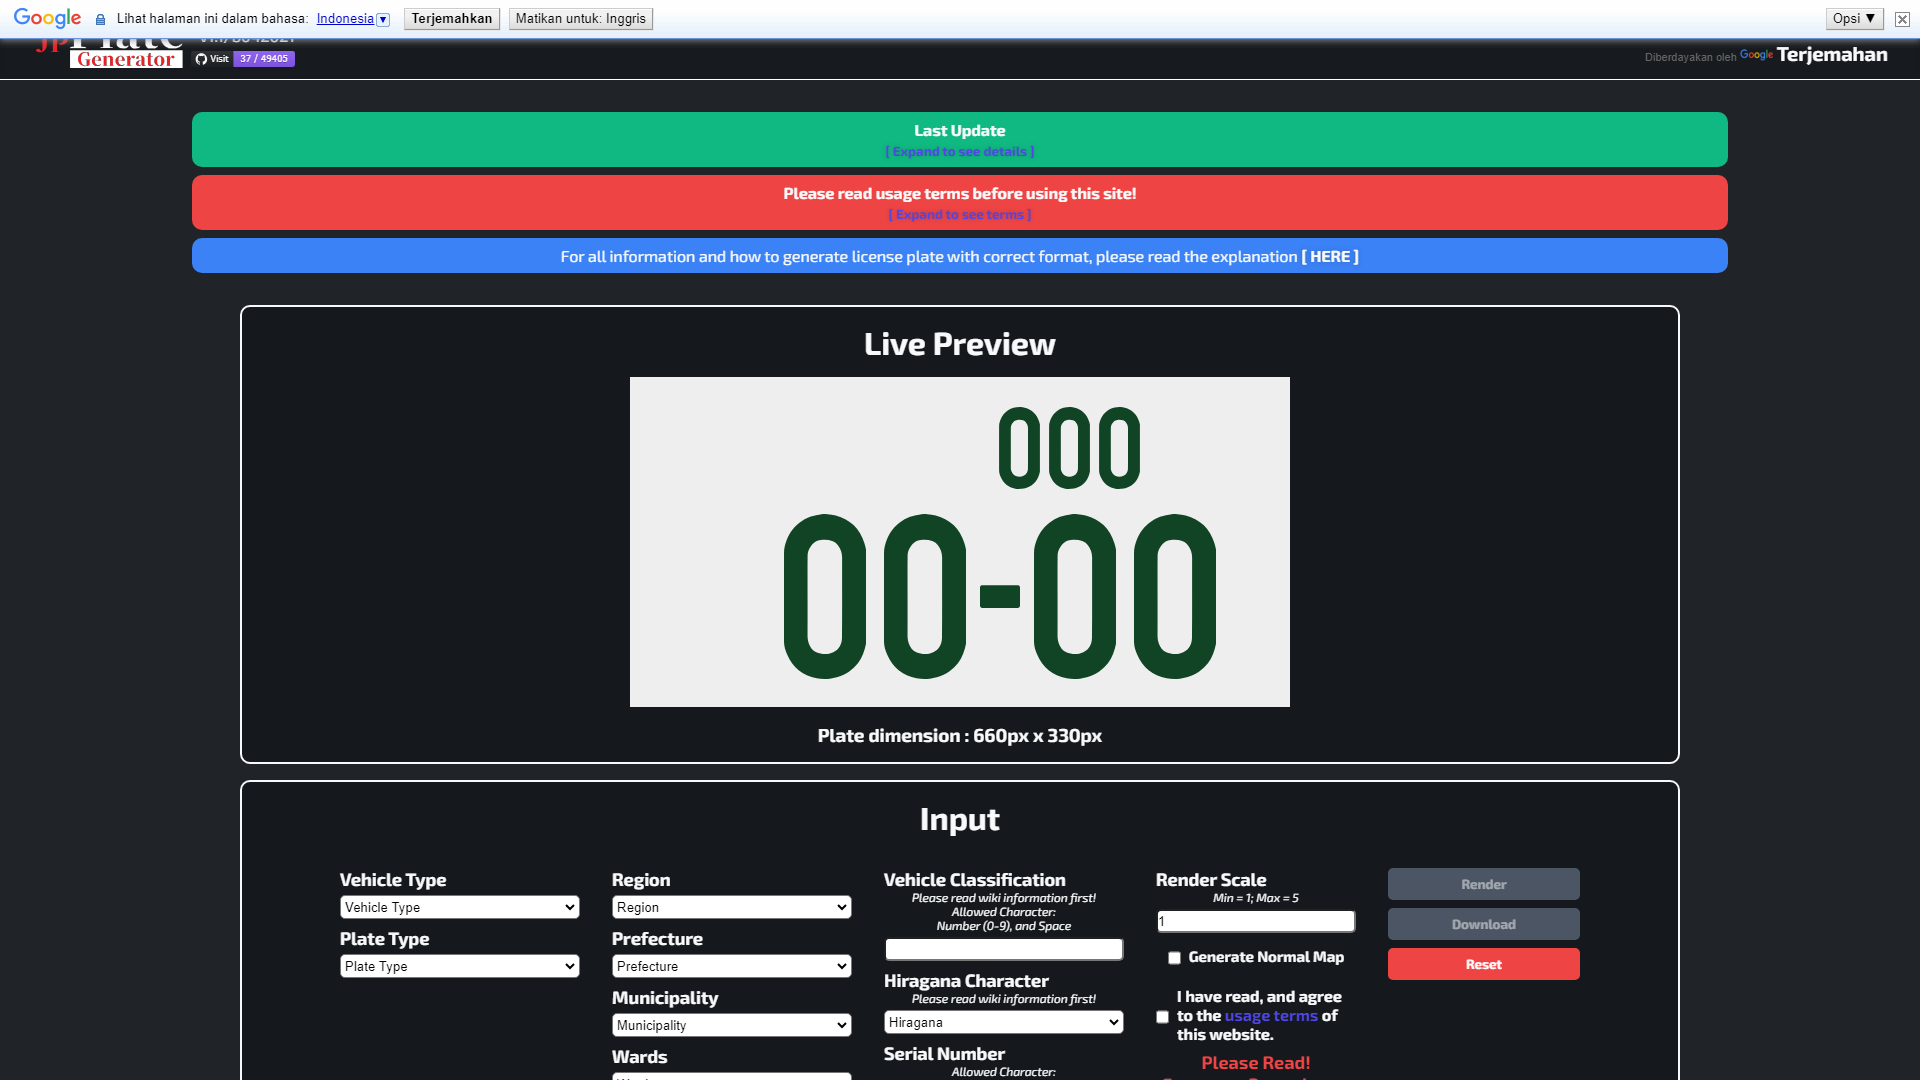 Google Lihat halaman ini dalam bahasa: Indonesia Terjemahkan Matikan untuk: Inggris Opsi ▼
Generator
Visit 37 / 49405
Diberdayakan oleh Google Terjemahan
Last Update
[ Expand to see details ]
Please read usage terms before using this site!
[ Expand to see terms ]
For all information and how to generate license plate with correct format, please read the explanation [ HERE ]
Live Preview
000
00-00
Plate dimension : 660px x 330px
Input
Vehicle Type
Vehicle Type
Plate Type
Plate Type
Region
Region
Prefecture
Prefecture
Municipality
Municipality
Wards
Vehicle Classification
Please read wiki information first!
Allowed Character:
Number (0-9), and Space
Hiragana Character
Please read wiki information first!
Hiragana
Serial Number
Allowed Character:
Render Scale
Min = 1; Max = 5
1
Generate Normal Map
I have read, and agree
to the usage terms of
this website.
Please Read!
Render
Download
Reset